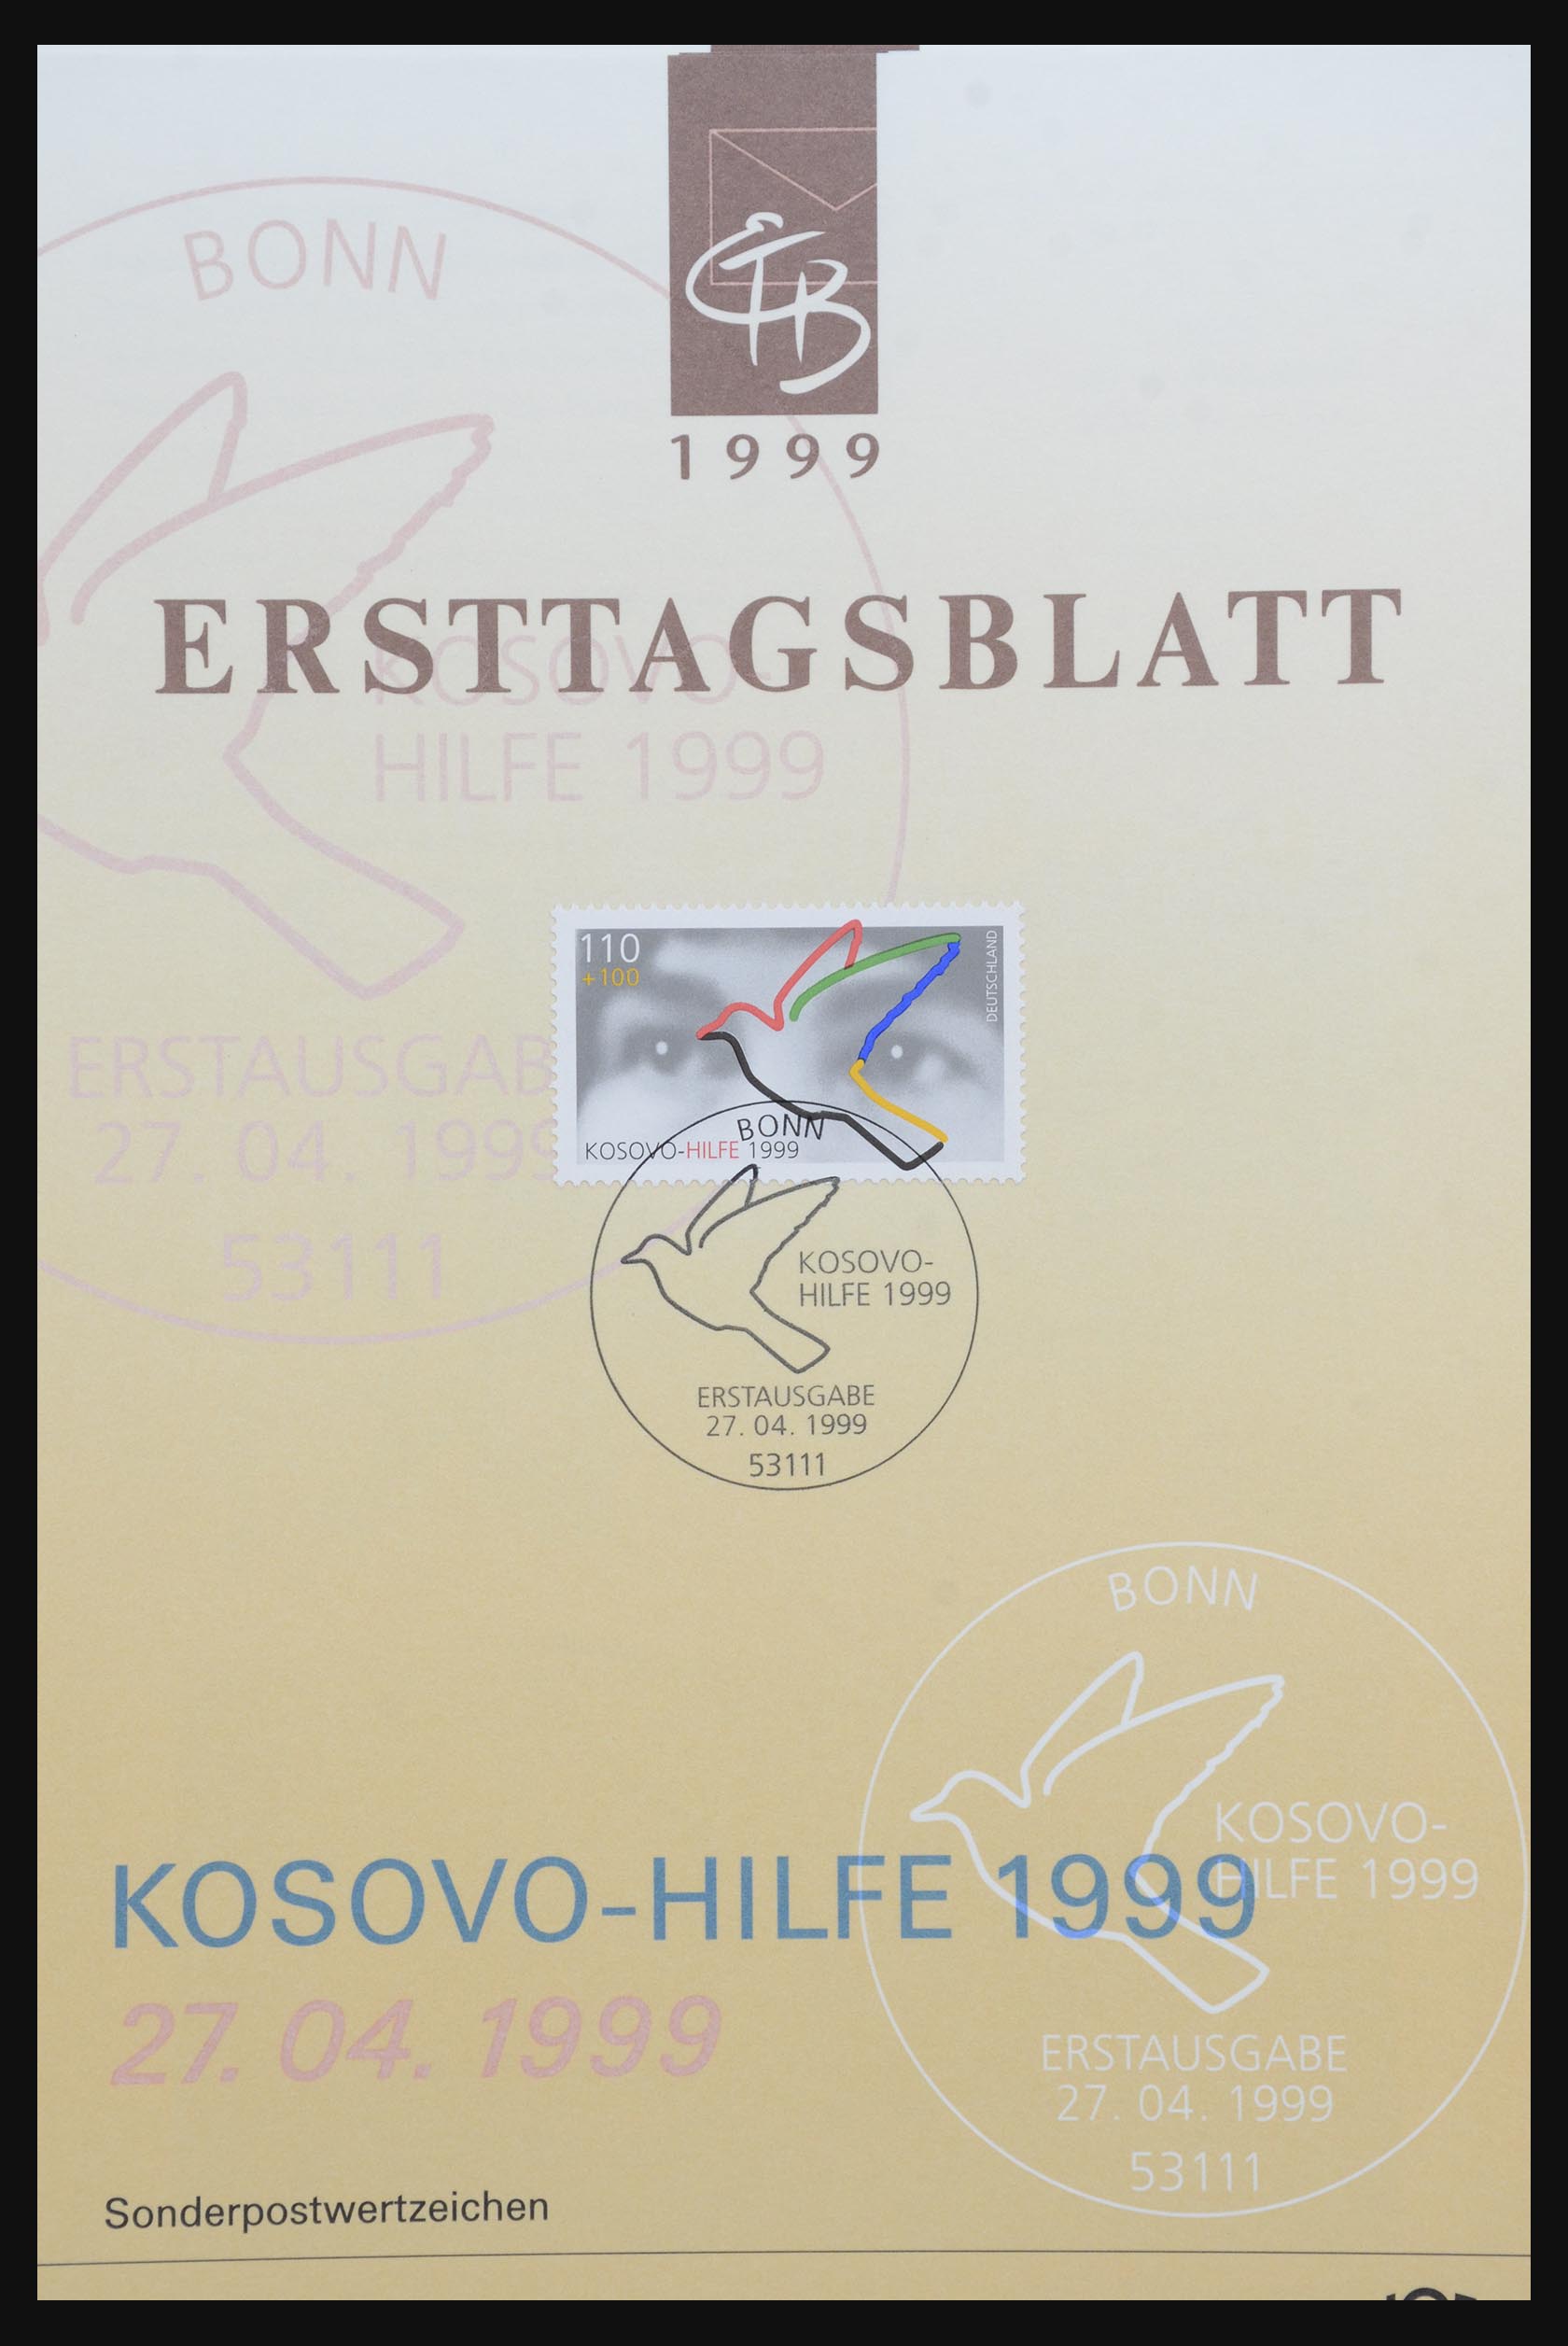 ETB
1999
BONN
ERSTTAGSBLATT
KOSOVO-
HILFE 1999
110
+100
DEUTSCHLAND
KOSOVO-HILFE 1999
ERSTAUSGABE
27. 04. 1999
53111
BONN
KOSOVO-
HILFE 1999
ERSTAUSGABE
27. 04. 1999
53111
BONN
KOSOVO-
HILFE 1999
ERSTAUSGABE
27. 04. 1999
53111
KOSOVO-HILFE 1999
27. 04. 1999
Sonderpostwertzeichen